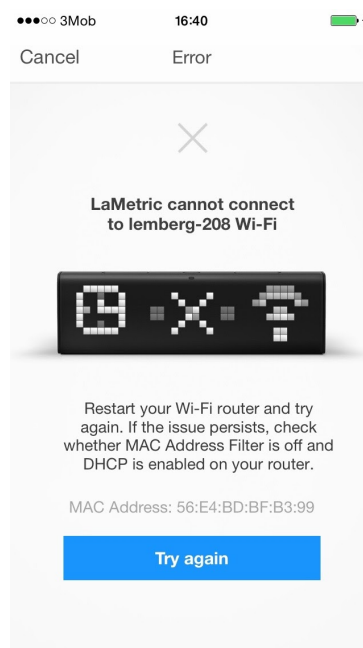 3Mob 16:40
Cancel Error
LaMetric cannot connect
to lemberg-208 Wi-Fi
Restart your Wi-Fi router and try
again. If the issue persists, check
whether MAC Address Filter is off and
DHCP is enabled on your router.
MAC Address: 56:E4:BD:BF:B3:99
Try again